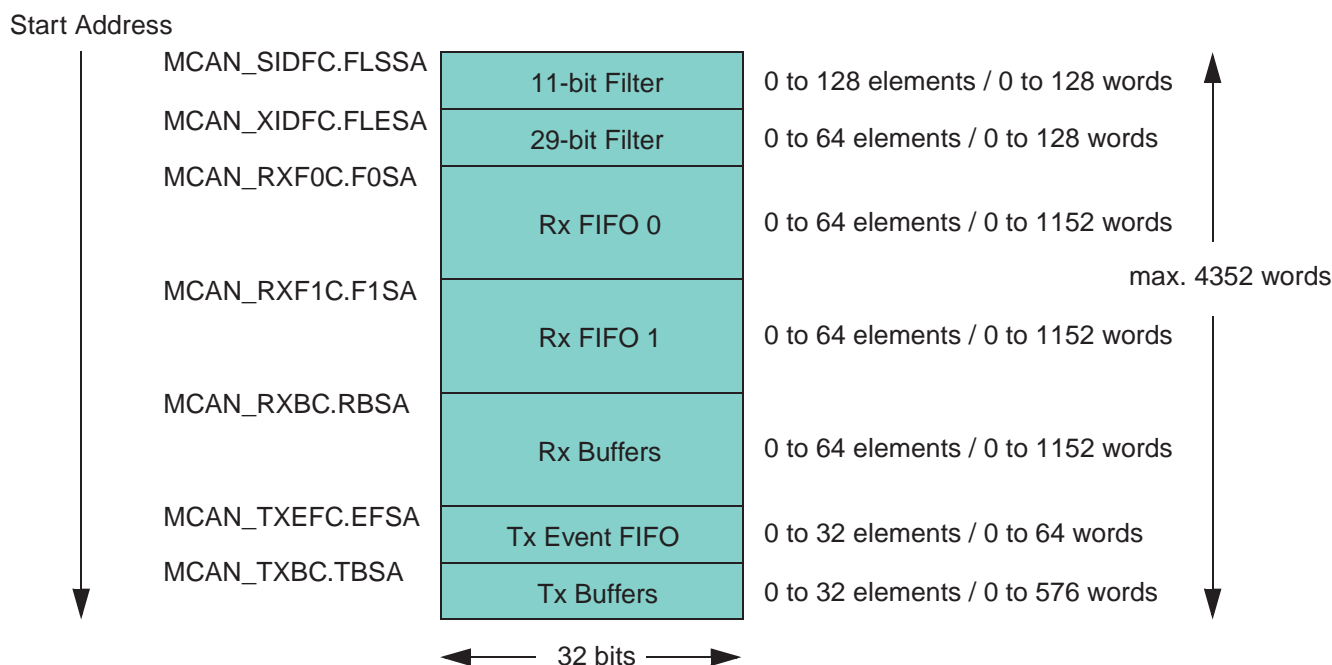 Start Address
MCAN_SIDFC.FLSSA
11-bit Filter
0 to 128 elements / 0 to 128 words
MCAN_XIDFC.FLESA
29-bit Filter
0 to 64 elements / 0 to 128 words
MCAN_RXF0C.F0SA
Rx FIFO 0
0 to 64 elements / 0 to 1152 words
max. 4352 words
MCAN_RXF1C.F1SA
Rx FIFO 1
0 to 64 elements / 0 to 1152 words
MCAN_RXBC.RBSA
Rx Buffers
0 to 64 elements / 0 to 1152 words
MCAN_TXEFC.EFSA
Tx Event FIFO
0 to 32 elements / 0 to 64 words
MCAN_TXBC.TBSA
Tx Buffers
0 to 32 elements / 0 to 576 words
32 bits